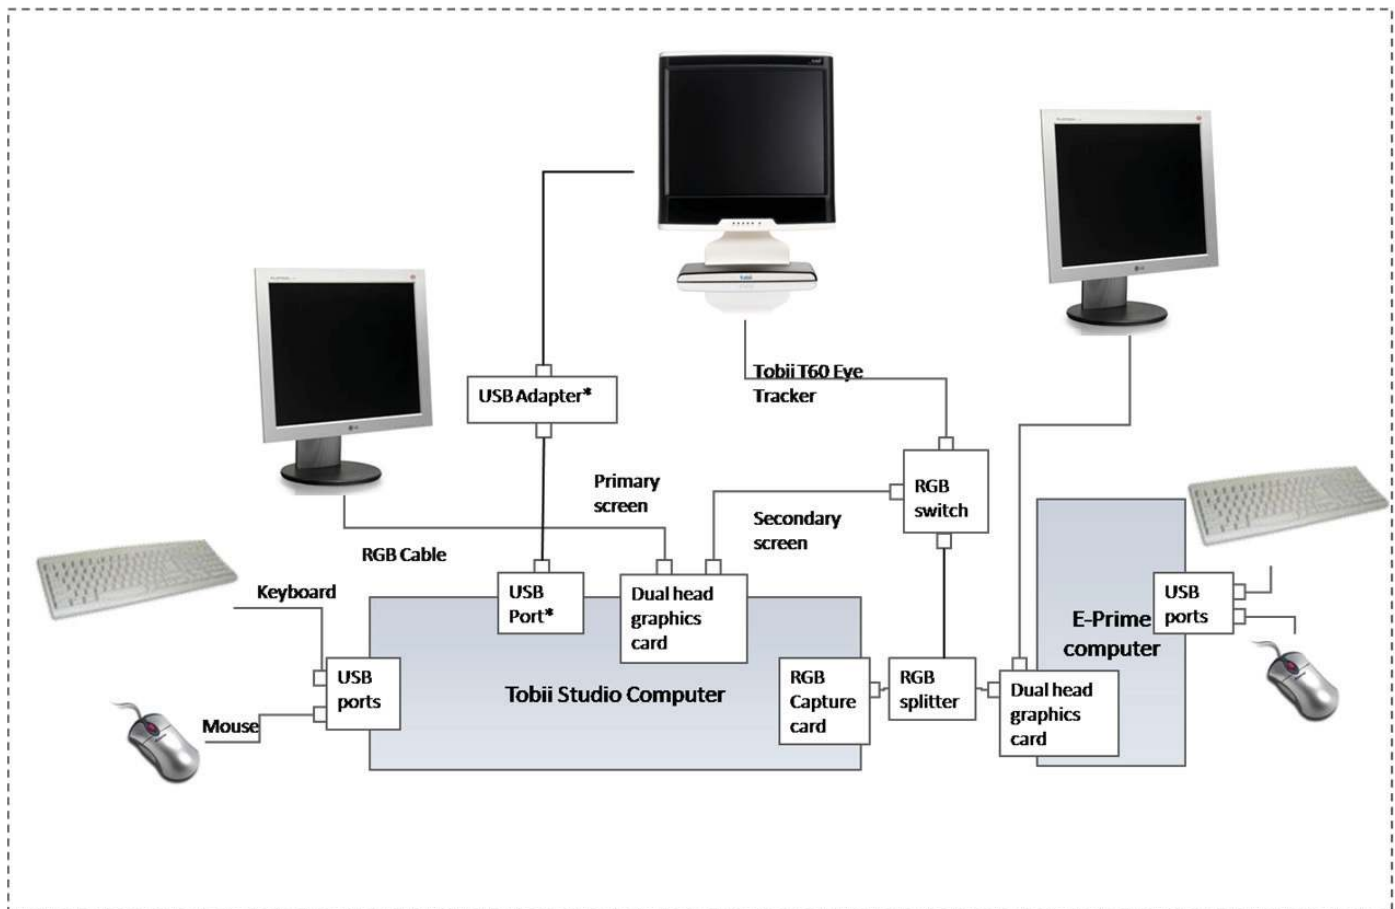 Tobii T60 Eye
Tracker
USB Adapter*
Primary
screen
RGB
switch
Secondary
screen
RGB Cable
Keyboard
USB
Port*
Dual head
graphics
card
USB
ports
E-Prime
computer
USB
ports
Tobii Studio Computer
RGB
Capture
card
RGB
splitter
Dual head
graphics
card
Mouse